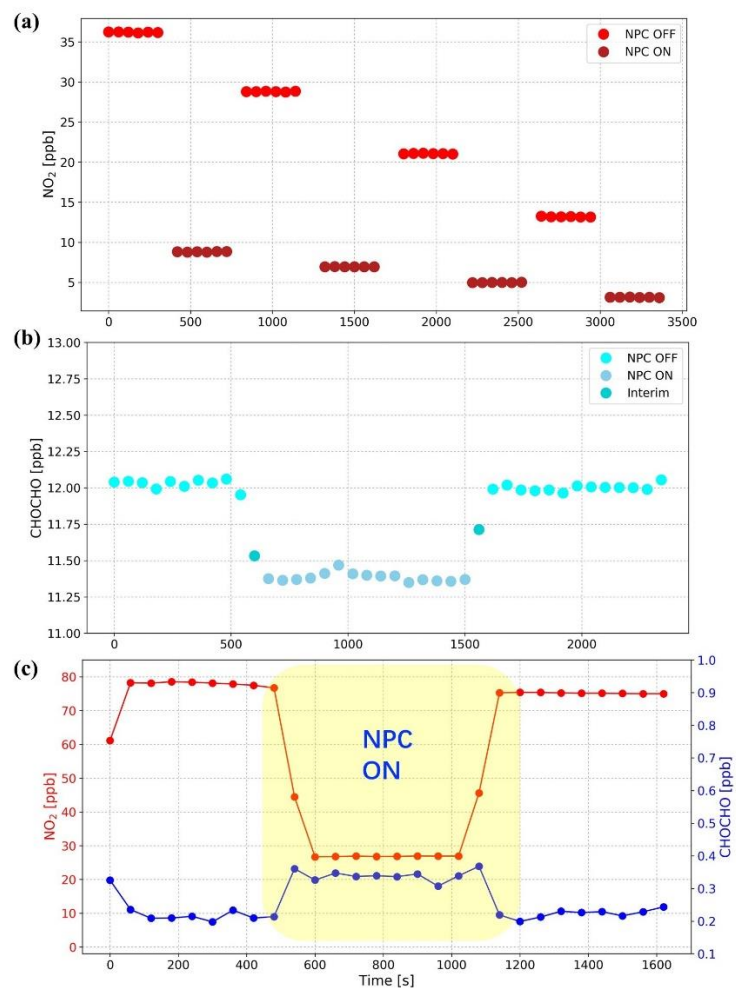 (a)
35
30
25
20
15
10
5
NO₂ [ppb]
NPC OFF
NPC ON
0 500 1000 1500 2000 2500 3000 3500
(b)
13.00
12.75
12.50
12.25
12.00
11.75
11.50
11.25
11.00
CHOCHO [ppb]
NPC OFF
NPC ON
Interim
0 500 1000 1500 2000
(c)
80
70
60
50
40
30
20
10
0
NO₂ [ppb]
NPC
ON
1.0
0.9
0.8
0.7
0.6
0.5
0.4
0.3
0.2
0.1
CHOCHO [ppb]
0 200 400 600 800 1000 1200 1400 1600
Time [s]